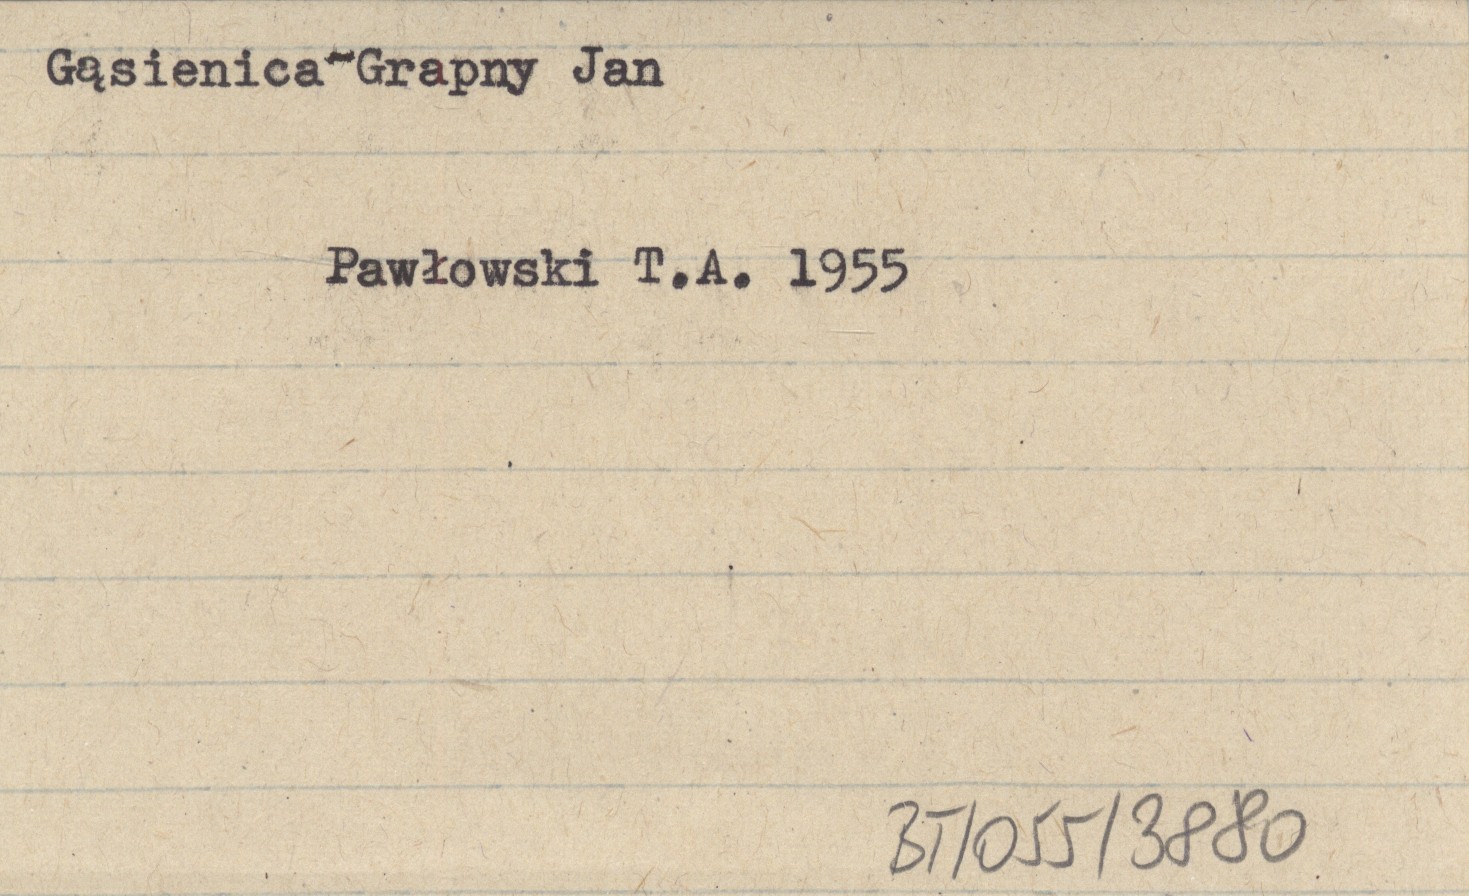 Gąsienica-Grapny Jan
Pawłowski T.A. 1955
BT/055/3880